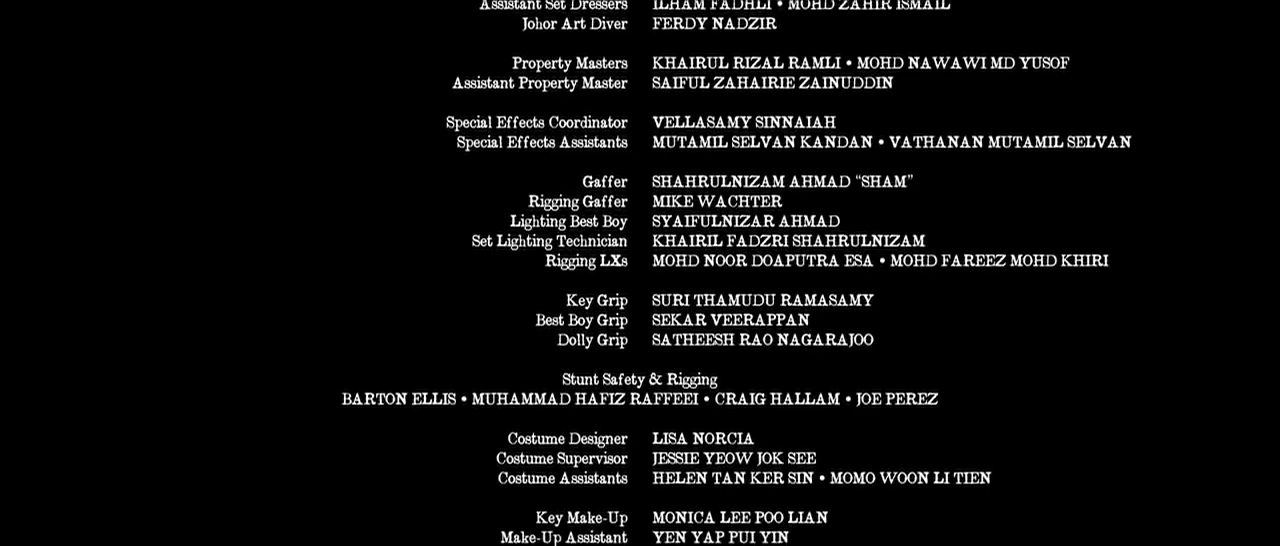 Assistant Set Dressers ILHAM FADHLI • MOHD ZAHIR ISMAIL
Johor Art Diver FERDY NADZIR
Property Masters KHAIRUL RIZAL RAMLI • MOHD NAWAWI MD YUSOF
Assistant Property Master SAIFUL ZAHAIRIE ZAINUDDIN
Special Effects Coordinator VELLASAMY SINNAIAH
Special Effects Assistants MUTAMIL SELVAN KANDAN • VATHANAN MUTAMIL SELVAN
Gaffer SHAHRULNIZAM AHMAD “SHAM”
Rigging Gaffer MIKE WACHTER
Lighting Best Boy SYAIFULNIZAR AHMAD
Set Lighting Technician KHAIRIL FADZRI SHAHRULNIZAM
Rigging LXs MOHD NOOR DOAPUTRA ESA • MOHD FAREEZ MOHD KHIRI
Key Grip SURI THAMUDU RAMASAMY
Best Boy Grip SEKAR VEERAPPAN
Dolly Grip SATHEESH RAO NAGARAJOO
Stunt Safety & Rigging
BARTON ELLIS • MUHAMMAD HAFIZ RAFFEEI • CRAIG HALLAM • JOE PEREZ
Costume Designer LISA NORCIA
Costume Supervisor JESSIE YEOW JOK SEE
Costume Assistants HELEN TAN KER SIN • MOMO WOON LI TIEN
Key Make-Up MONICA LEE POO LIAN
Make-Up Assistant YEN YAP PUI YIN